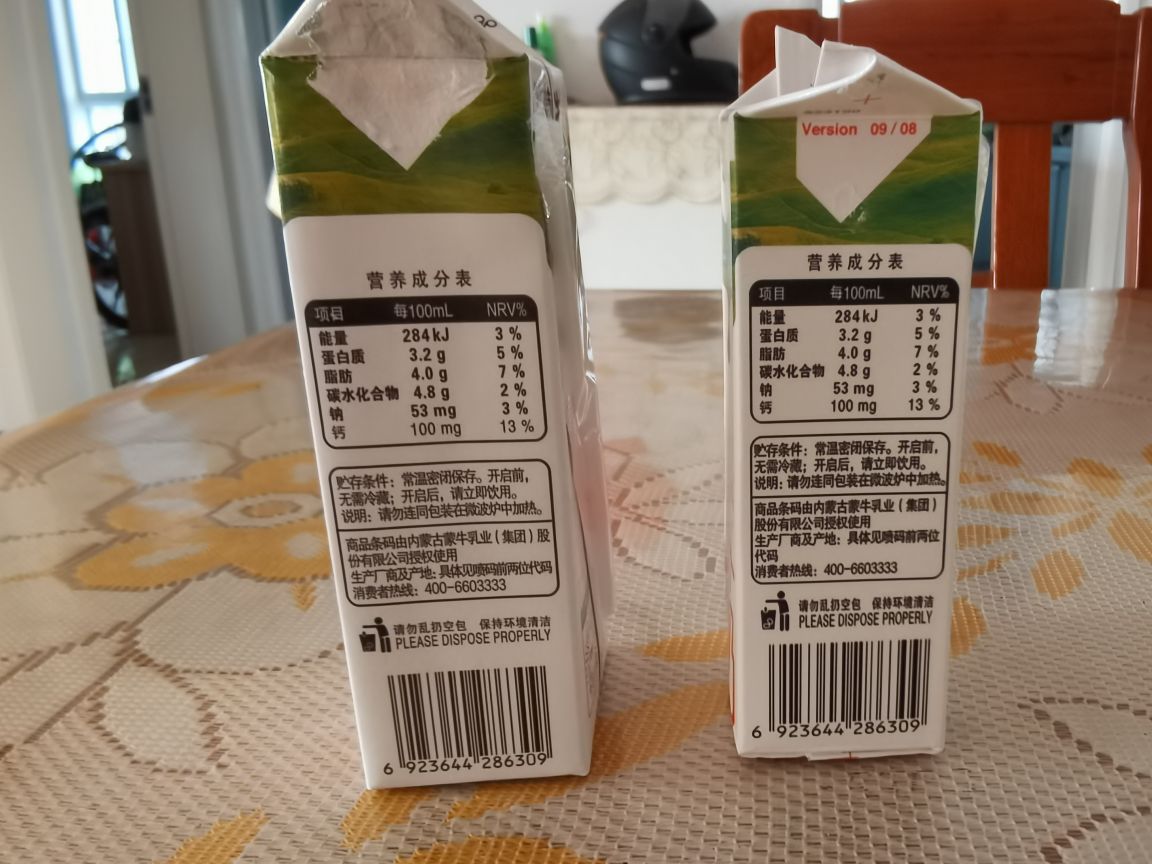 营养成分表
项目 每100mL NRV%
能量 284kJ 3%
蛋白质 3.2 g 5%
脂肪 4.0 g 7%
碳水化合物 4.8 g 2%
钠 53 mg 3%
钙 100 mg 13%
贮存条件：常温密闭保存。开启前，
无需冷藏；开启后，请立即饮用。
说明：请勿连同包装在微波炉中加热。
商品条码由内蒙古蒙牛乳业（集团）股
份有限公司授权使用
生产厂商及产地：具体见喷码前两位代码
消费者热线：400-6603333
请勿乱扔空包 保持环境清洁
PLEASE DISPOSE PROPERLY
6 923644 286309
Version 09/08
营养成分表
项目 每100mL NRV%
能量 284kJ 3%
蛋白质 3.2 g 5%
脂肪 4.0 g 7%
碳水化合物 4.8 g 2%
钠 53 mg 3%
钙 100 mg 13%
贮存条件：常温密闭保存。开启前，
无需冷藏；开启后，请立即饮用。
说明：请勿连同包装在微波炉中加热。
商品条码由内蒙古蒙牛乳业（集团）
股份有限公司授权使用
生产厂商及产地：具体见喷码前两位
代码
消费者热线：400-6603333
请勿乱扔空包 保持环境清洁
PLEASE DISPOSE PROPERLY
6 923644 286309